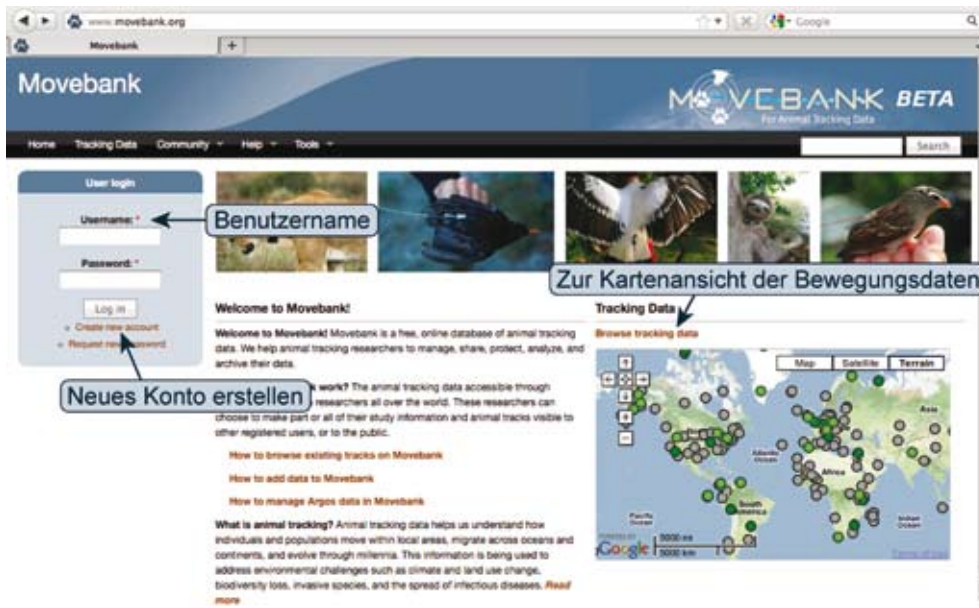 www.movebank.org
Google
Movebank
Movebank
MOVEBANK BETA
For Animal Tracking Data
Home Tracking Data Community Help Tools
Search
User login
Username: *
Benutzername
Password: *
Log in
Create new account
Request new password
Neues Konto erstellen
Zur Kartenansicht der Bewegungsdaten
Welcome to Movebank!
Welcome to Movebank! Movebank is a free, online database of animal tracking
data. We help animal tracking researchers to manage, share, protect, analyze, and
archive their data.
work? The animal tracking data accessible through
researchers all over the world. These researchers can
choose to make part or all of their study information and animal tracks visible to
other registered users, or to the public.
How to browse existing tracks on Movebank
How to add data to Movebank
How to manage Argos data in Movebank
What is animal tracking? Animal tracking data helps us understand how
individuals and populations move within local areas, migrate across oceans and
continents, and evolve through millennia. This information is being used to
address environmental challenges such as climate and land use change,
biodiversity loss, invasive species, and the spread of infectious diseases. Read
more
Tracking Data
Browse tracking data
Map Satellite Terrain
Asia
Atlantic
Ocean
Africa
South
America
Pacific
Ocean
Indian
Ocean
POWERED BY
Google
5000 mi
5000 km
Terms of Use